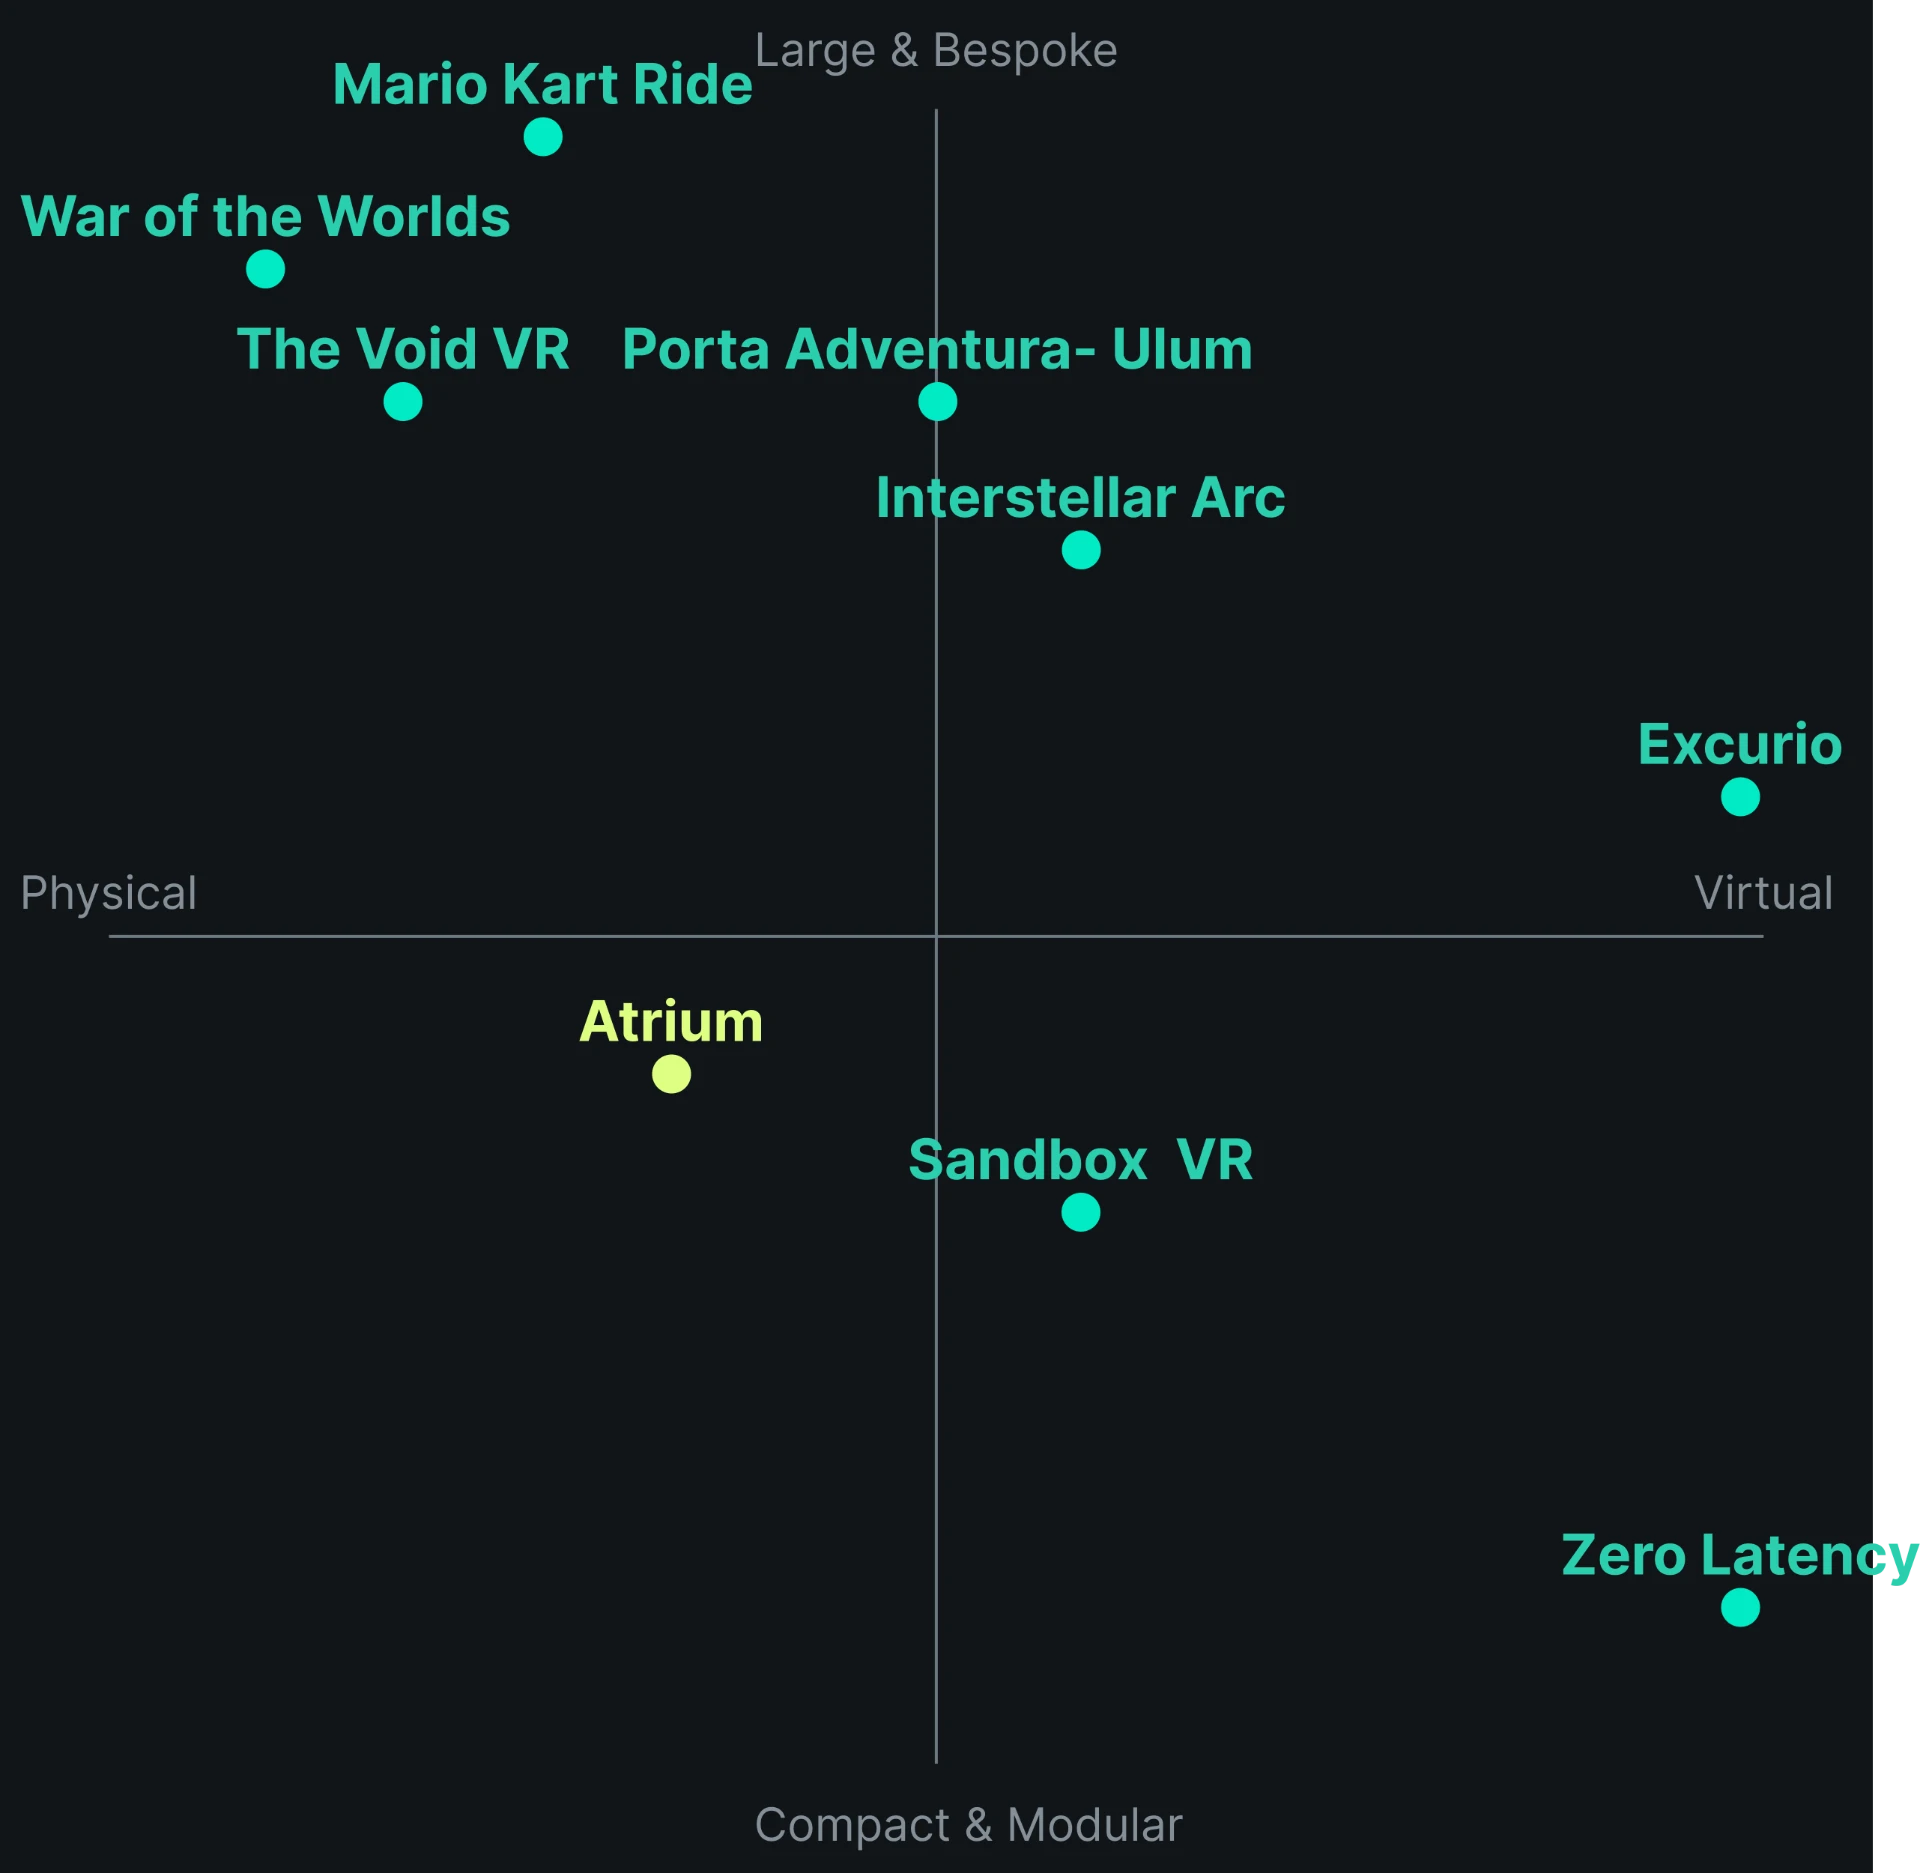 Large & Bespoke
Mario Kart Ride
War of the Worlds
The Void VR
Porta Adventura- Ulum
Interstellar Arc
Excurio
Physical
Virtual
Atrium
Sandbox  VR
Zero Latency
Compact & Modular